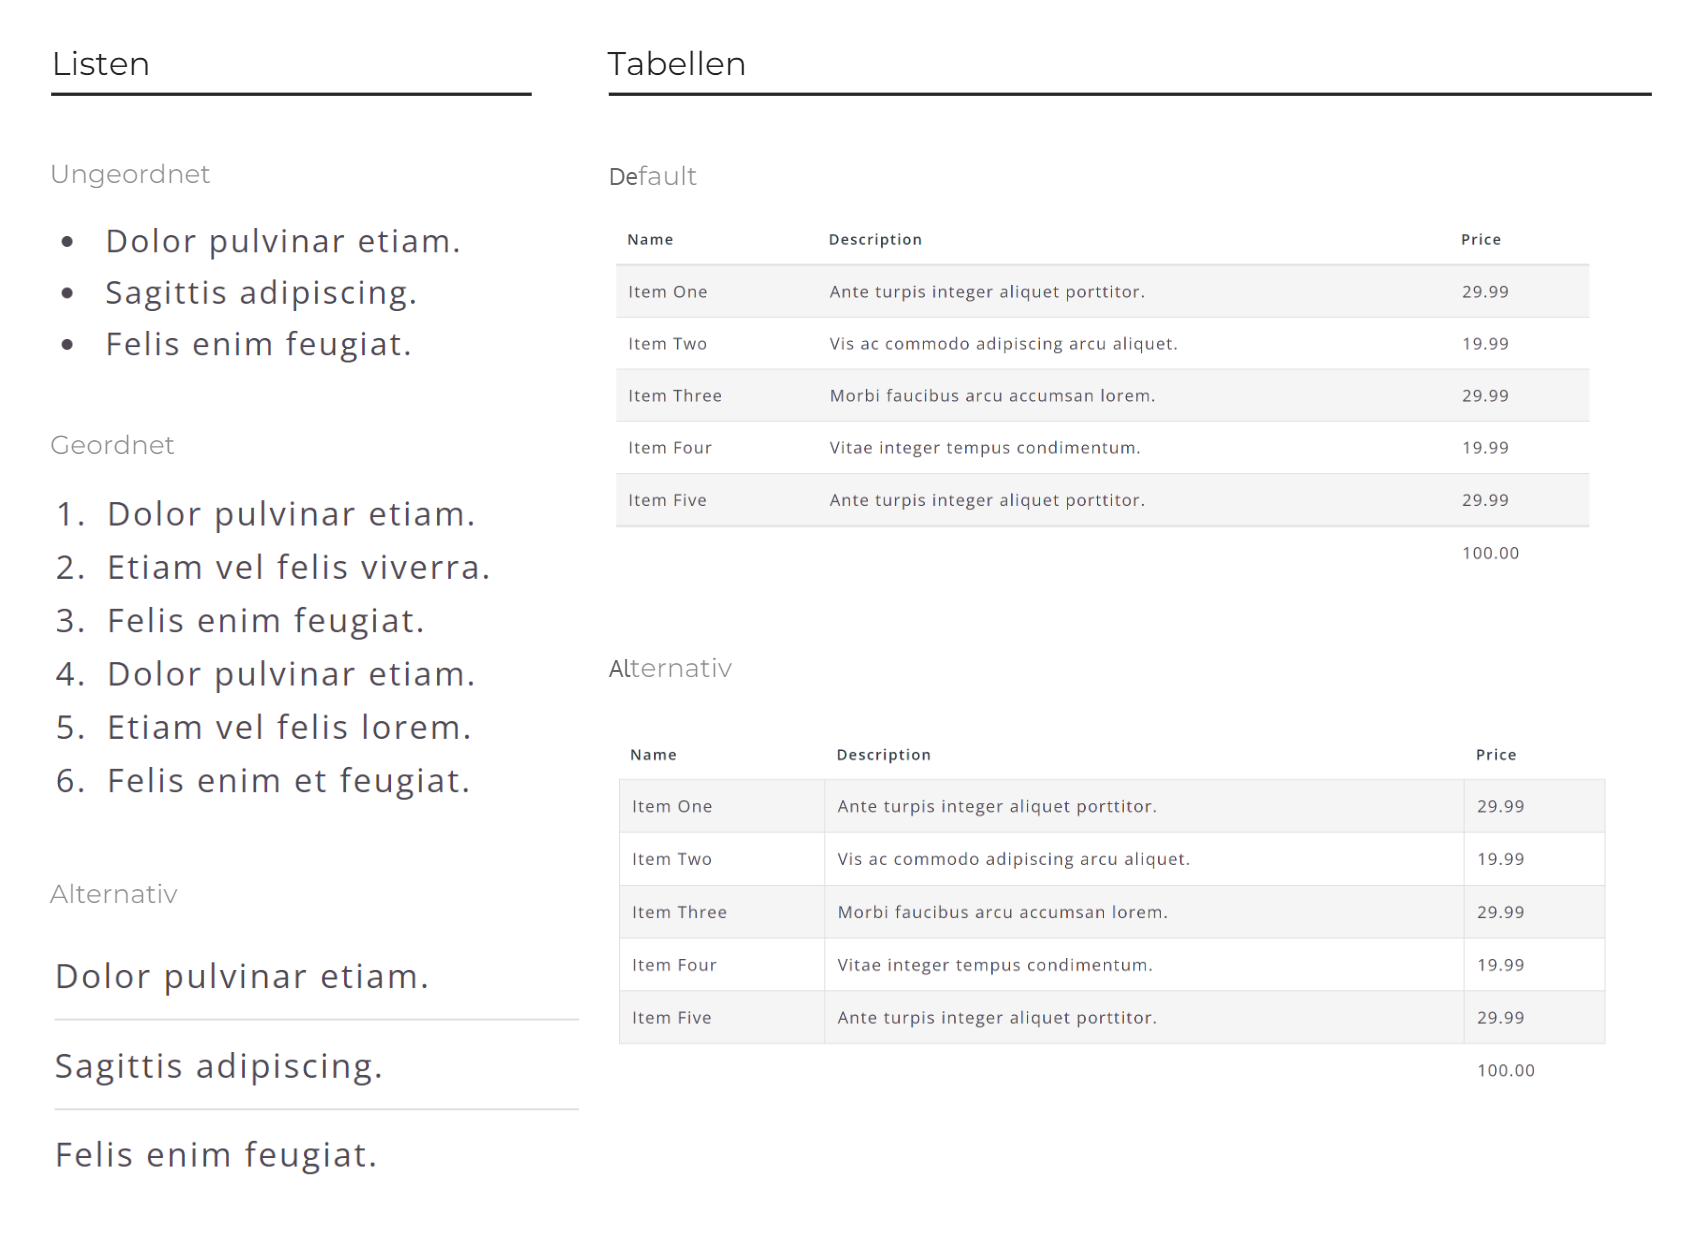 Listen
Ungeordnet
• Dolor pulvinar etiam.
• Sagittis adipiscing.
• Felis enim feugiat.
Geordnet
1. Dolor pulvinar etiam.
2. Etiam vel felis viverra.
3. Felis enim feugiat.
4. Dolor pulvinar etiam.
5. Etiam vel felis lorem.
6. Felis enim et feugiat.
Alternativ
Dolor pulvinar etiam.
Sagittis adipiscing.
Felis enim feugiat.
Tabellen
Default
Name Description Price
Item One Ante turpis integer aliquet porttitor. 29.99
Item Two Vis ac commodo adipiscing arcu aliquet. 19.99
Item Three Morbi faucibus arcu accumsan lorem. 29.99
Item Four Vitae integer tempus condimentum. 19.99
Item Five Ante turpis integer aliquet porttitor. 29.99
100.00
Alternativ
Name Description Price
Item One Ante turpis integer aliquet porttitor. 29.99
Item Two Vis ac commodo adipiscing arcu aliquet. 19.99
Item Three Morbi faucibus arcu accumsan lorem. 29.99
Item Four Vitae integer tempus condimentum. 19.99
Item Five Ante turpis integer aliquet porttitor. 29.99
100.00